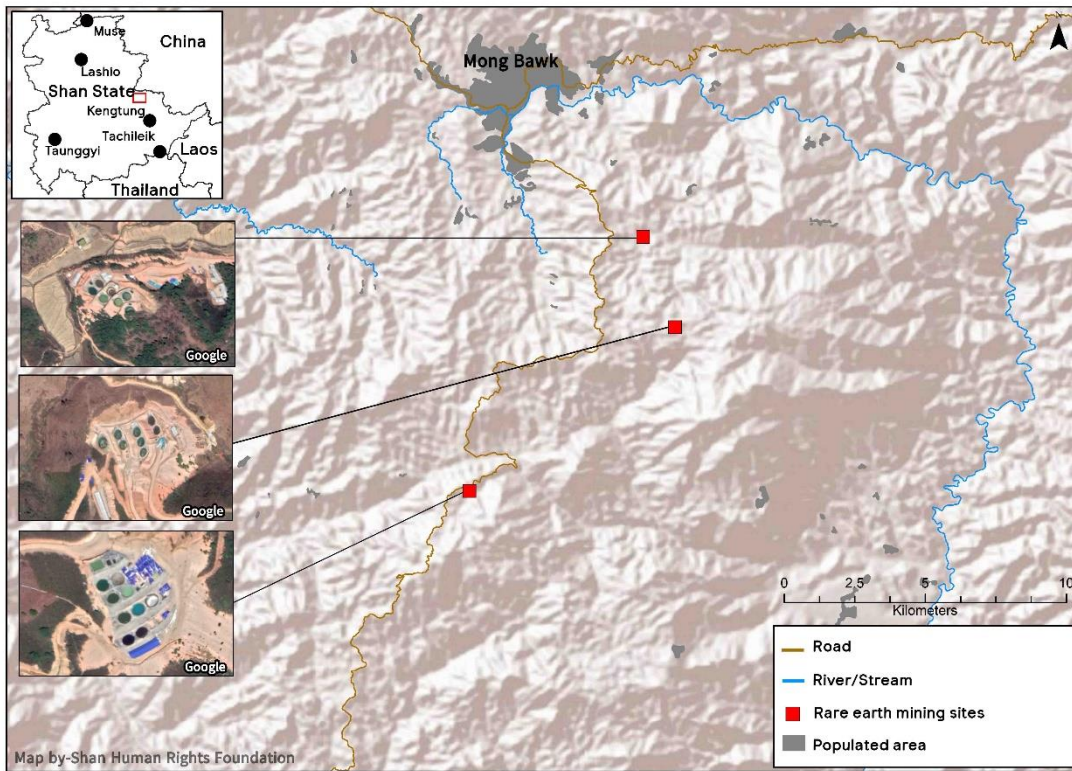 Muse
China
Lashio
Shan State
Kengtung
Tachileik
Taunggyi
Laos
Thailand
Mong Bawk
Google
Google
Google
0 2,5 5 10
Kilometers
Road
River/Stream
Rare earth mining sites
Populated area
Map by-Shan Human Rights Foundation